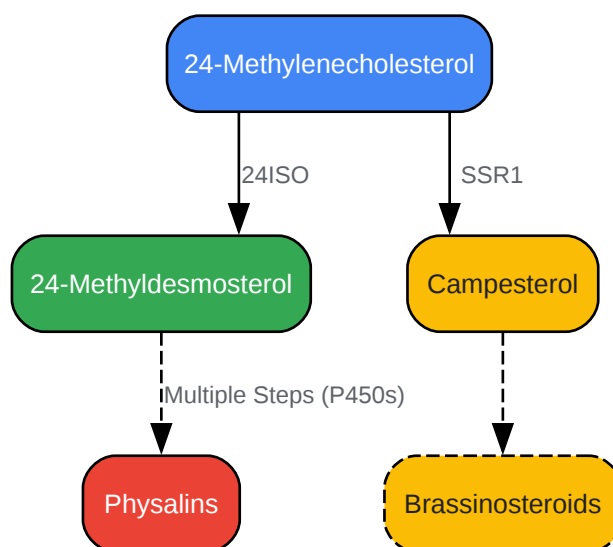 24-Methylenecholesterol
24ISO
SSR1
24-Methyldesmosterol
Campesterol
Multiple Steps (P450s)
Physalins
Brassinosteroids